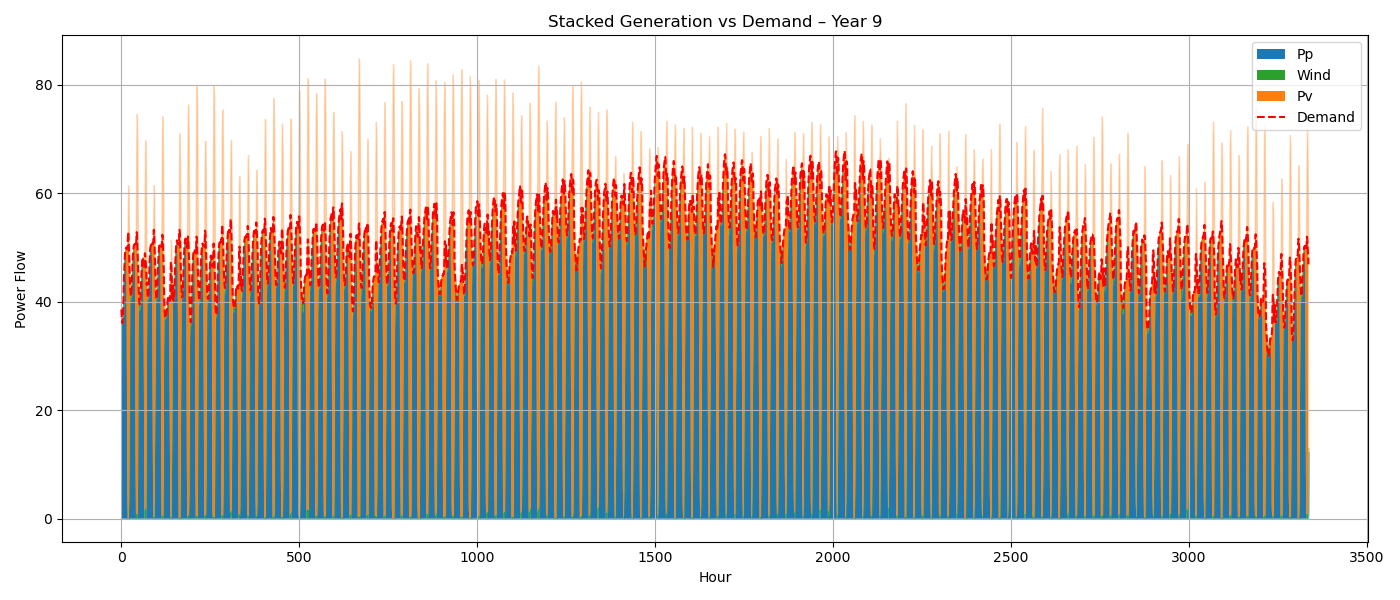 Stacked Generation vs Demand – Year 9
Pp
Wind
Pv
Demand
Power Flow
80
60
40
20
0
0 500 1000 1500 2000 2500 3000 3500
Hour